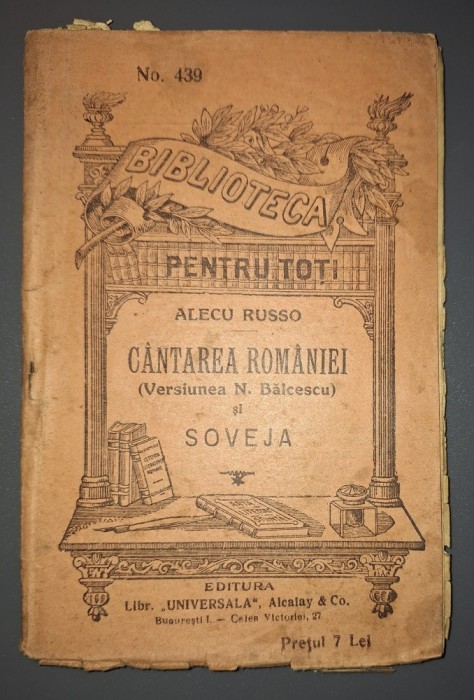 No. 439
BIBLIOTECA
PENTRU TOȚI
ALECU RUSSO
CÂNTAREA ROMÂNIEI
(Versiunea N. Bălcescu)
și
SOVEJA
EDITURA
Libr. „UNIVERSALA", Alcalay & Co.
București I. — Calea Victoriei, 27
Prețul 7 Lei